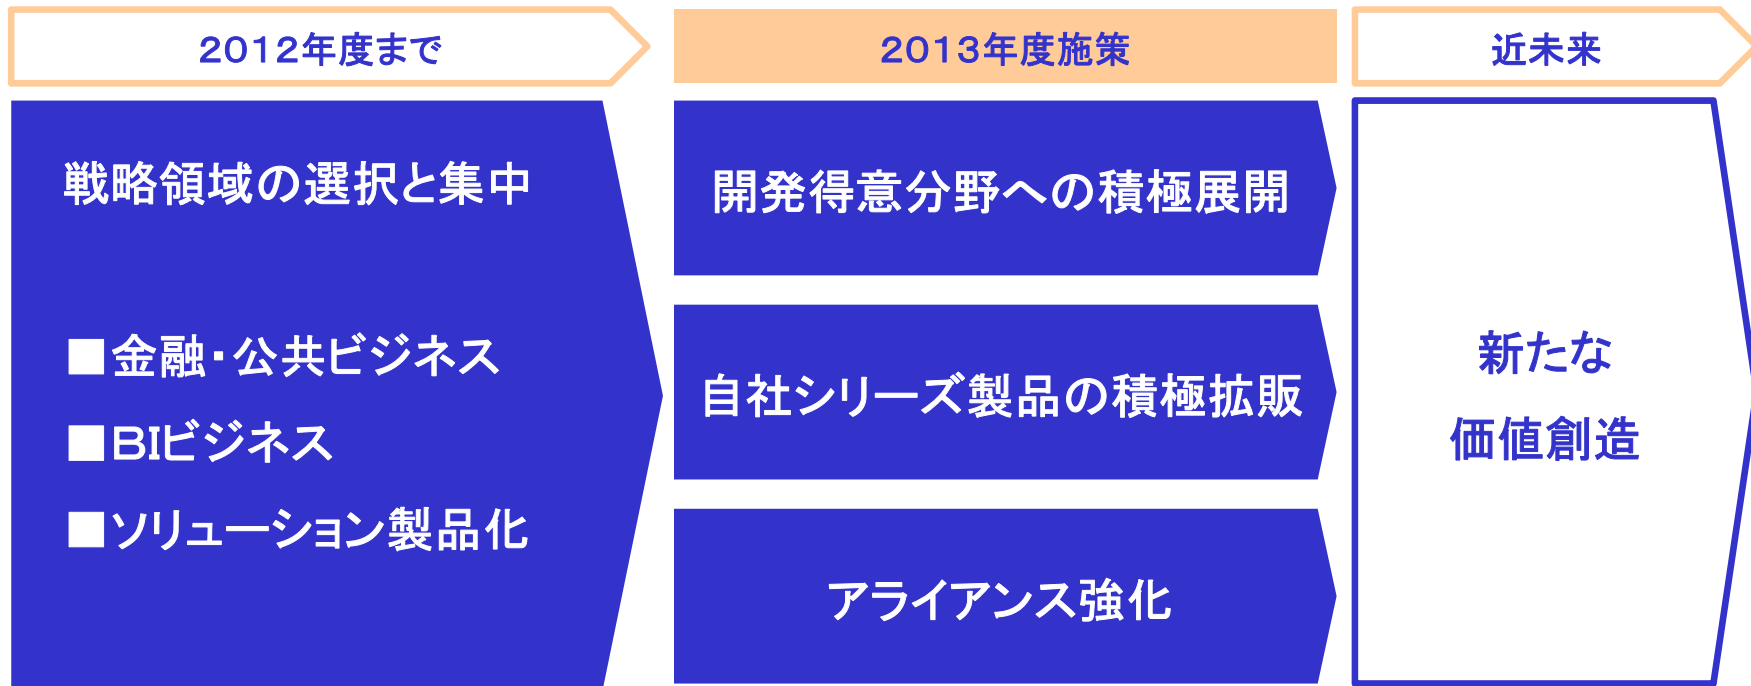 2012年度まで
2013年度施策
近未来
戦略領域の選択と集中
■金融・公共ビジネス
■BIビジネス
■ソリューション製品化
開発得意分野への積極展開
自社シリーズ製品の積極拡販
アライアンス強化
新たな
価値創造